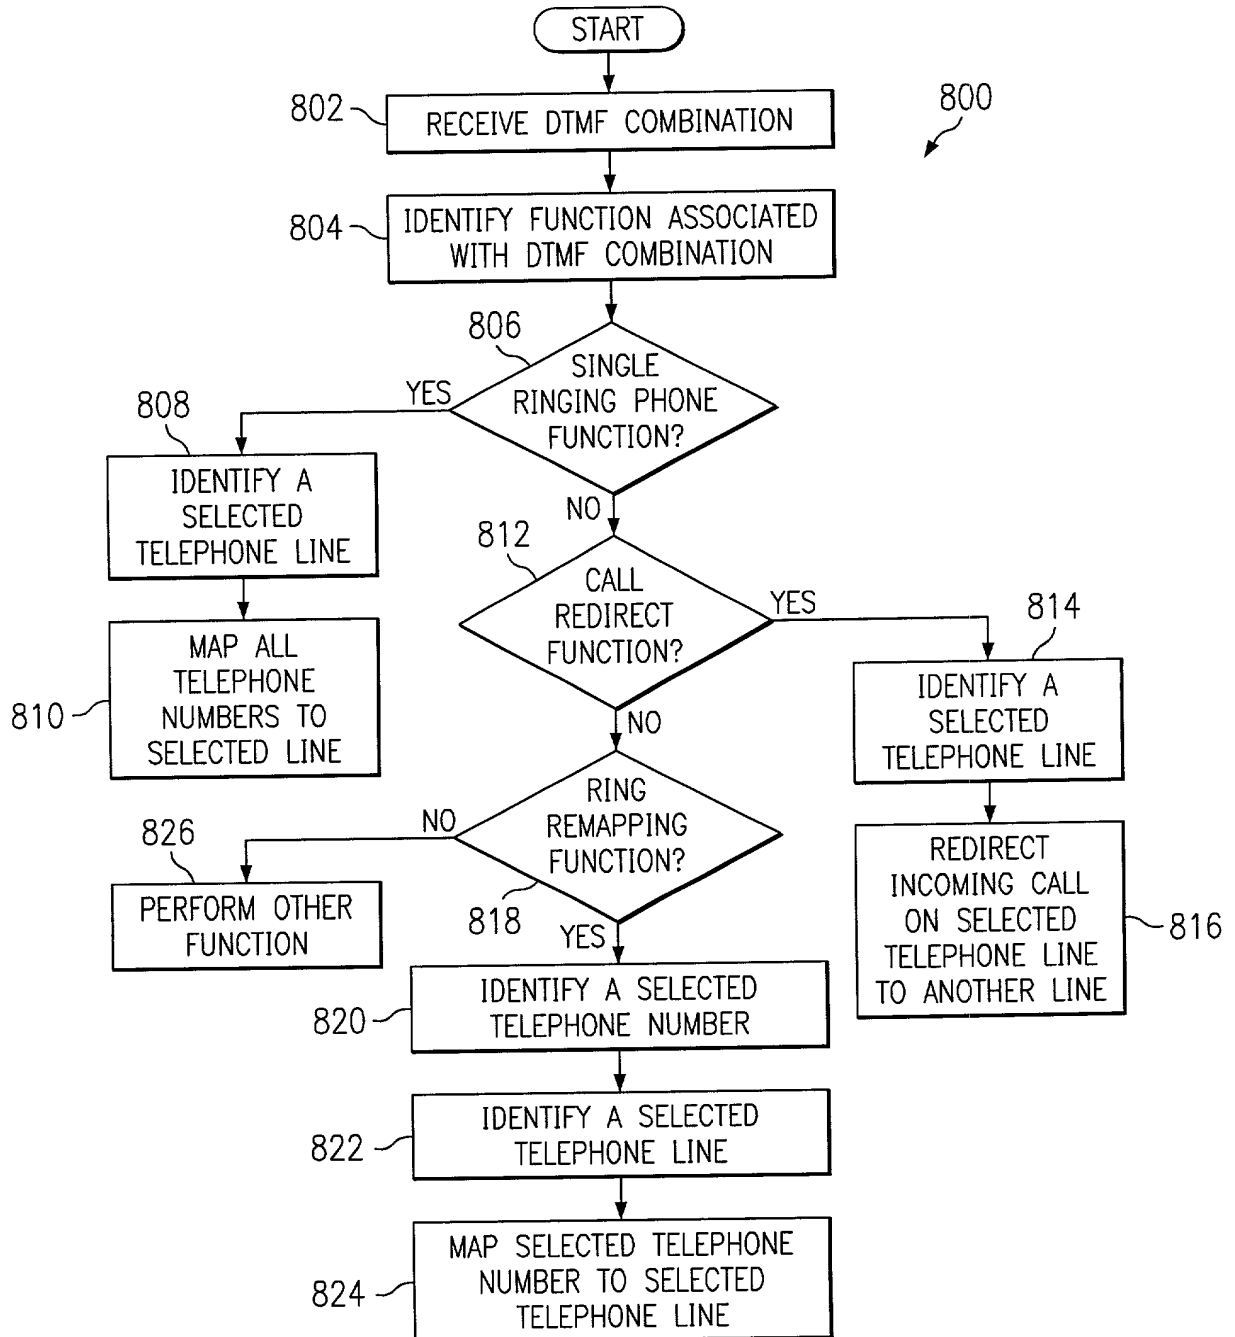 START
802
RECEIVE DTMF COMBINATION
800
804
IDENTIFY FUNCTION ASSOCIATED
WITH DTMF COMBINATION
806
SINGLE
RINGING PHONE
FUNCTION?
YES
NO
808
IDENTIFY A
SELECTED
TELEPHONE LINE
810
MAP ALL
TELEPHONE
NUMBERS TO
SELECTED LINE
812
CALL
REDIRECT
FUNCTION?
YES
NO
814
IDENTIFY A
SELECTED
TELEPHONE LINE
REDIRECT
INCOMING CALL
ON SELECTED
TELEPHONE LINE
TO ANOTHER LINE
816
RING
REMAPPING
FUNCTION?
818
NO
YES
826
PERFORM OTHER
FUNCTION
820
IDENTIFY A SELECTED
TELEPHONE NUMBER
822
IDENTIFY A SELECTED
TELEPHONE LINE
824
MAP SELECTED TELEPHONE
NUMBER TO SELECTED
TELEPHONE LINE